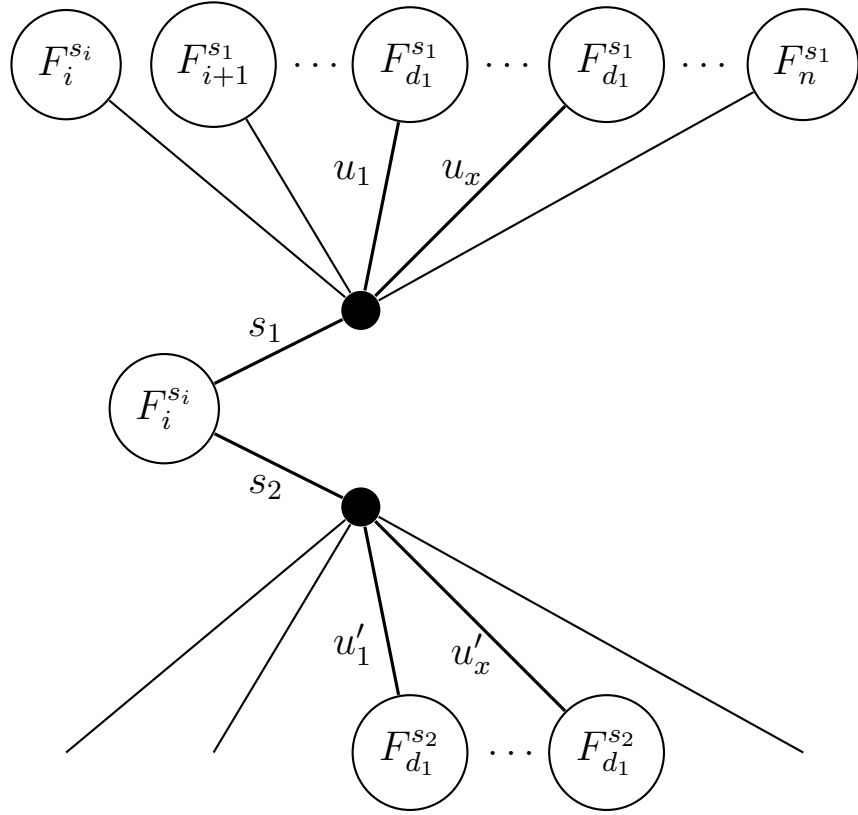 F_i^{s_i} F_{i+1}^{s_1} ··· F_{d_1}^{s_1} ··· F_{d_1}^{s_1} ··· F_n^{s_1}
u_1 u_x
s_1
F_i^{s_i}
s_2
u'_1 u'_x
F_{d_1}^{s_2} ··· F_{d_1}^{s_2}